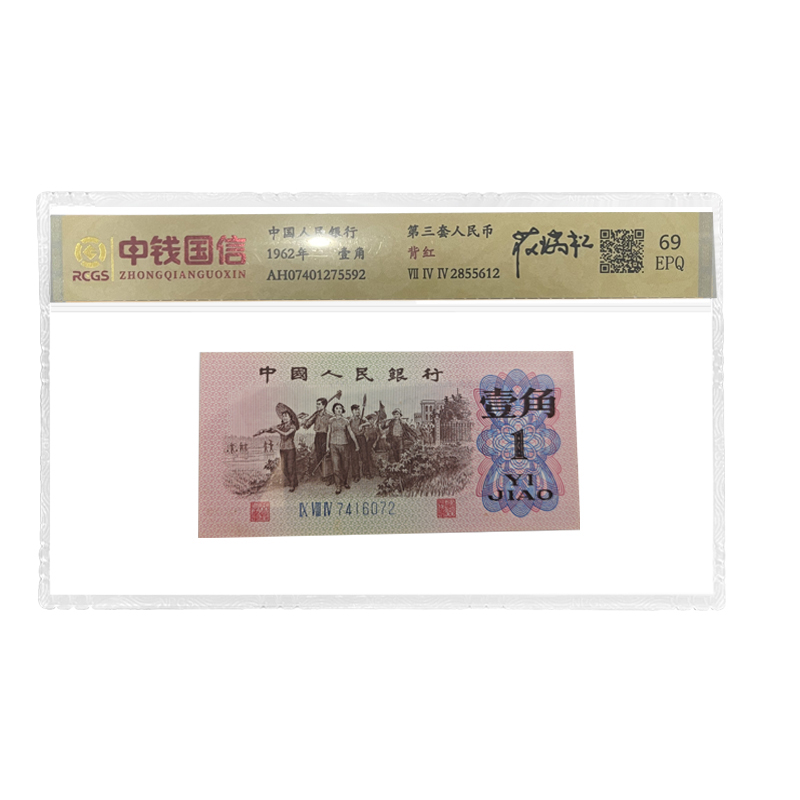 RCGS
中钱国信
ZHONGQIANGUOXIN
中国人民银行
1962年 壹角
AH07401275592
第三套人民币
背红
Ⅶ Ⅳ Ⅳ 2855612
69
EPQ
中國人民銀行
壹角
1
YI
JIAO
Ⅸ Ⅷ Ⅳ 7416072